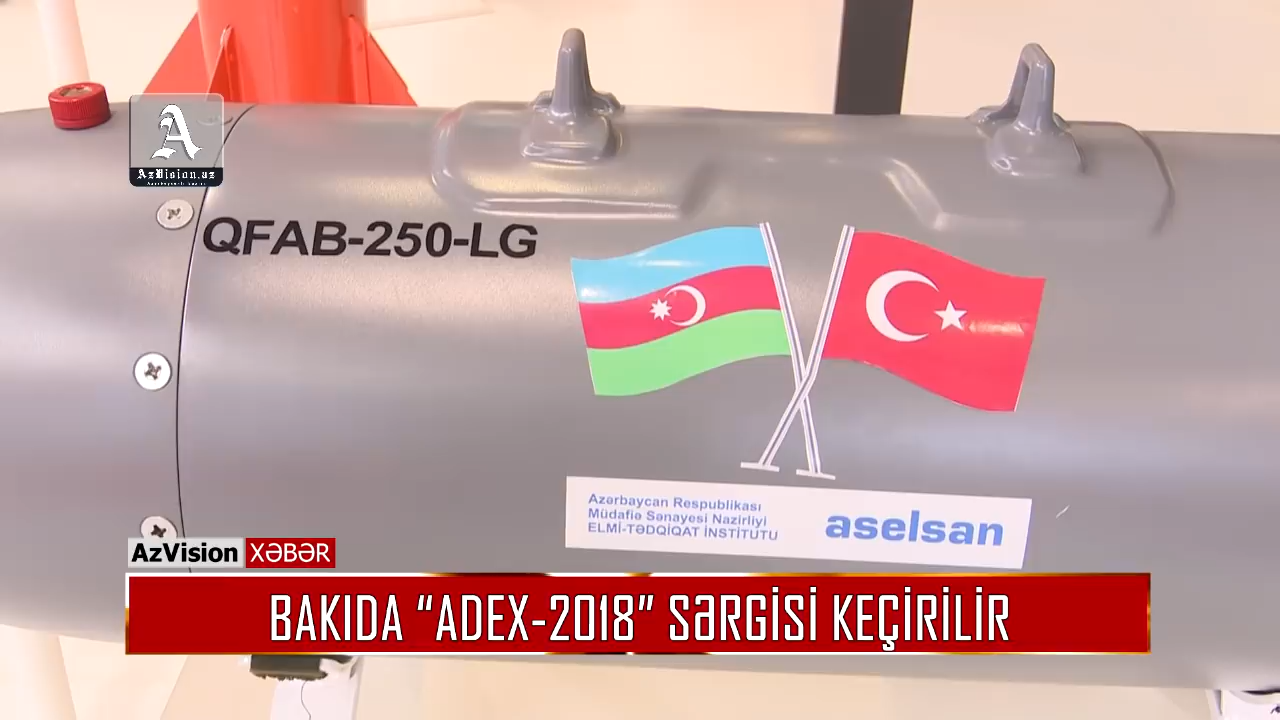 A
AzVision.az
QFAB-250-LG
Azərbaycan Respublikası
Müdafiə Sənayesi Nazirliyi
ELMİ-TƏDQİQAT İNSTİTUTU
aselsan
AzVision XƏBƏR
BAKIDA “ADEX-2018” SƏRGİSİ KEÇİRİLİR